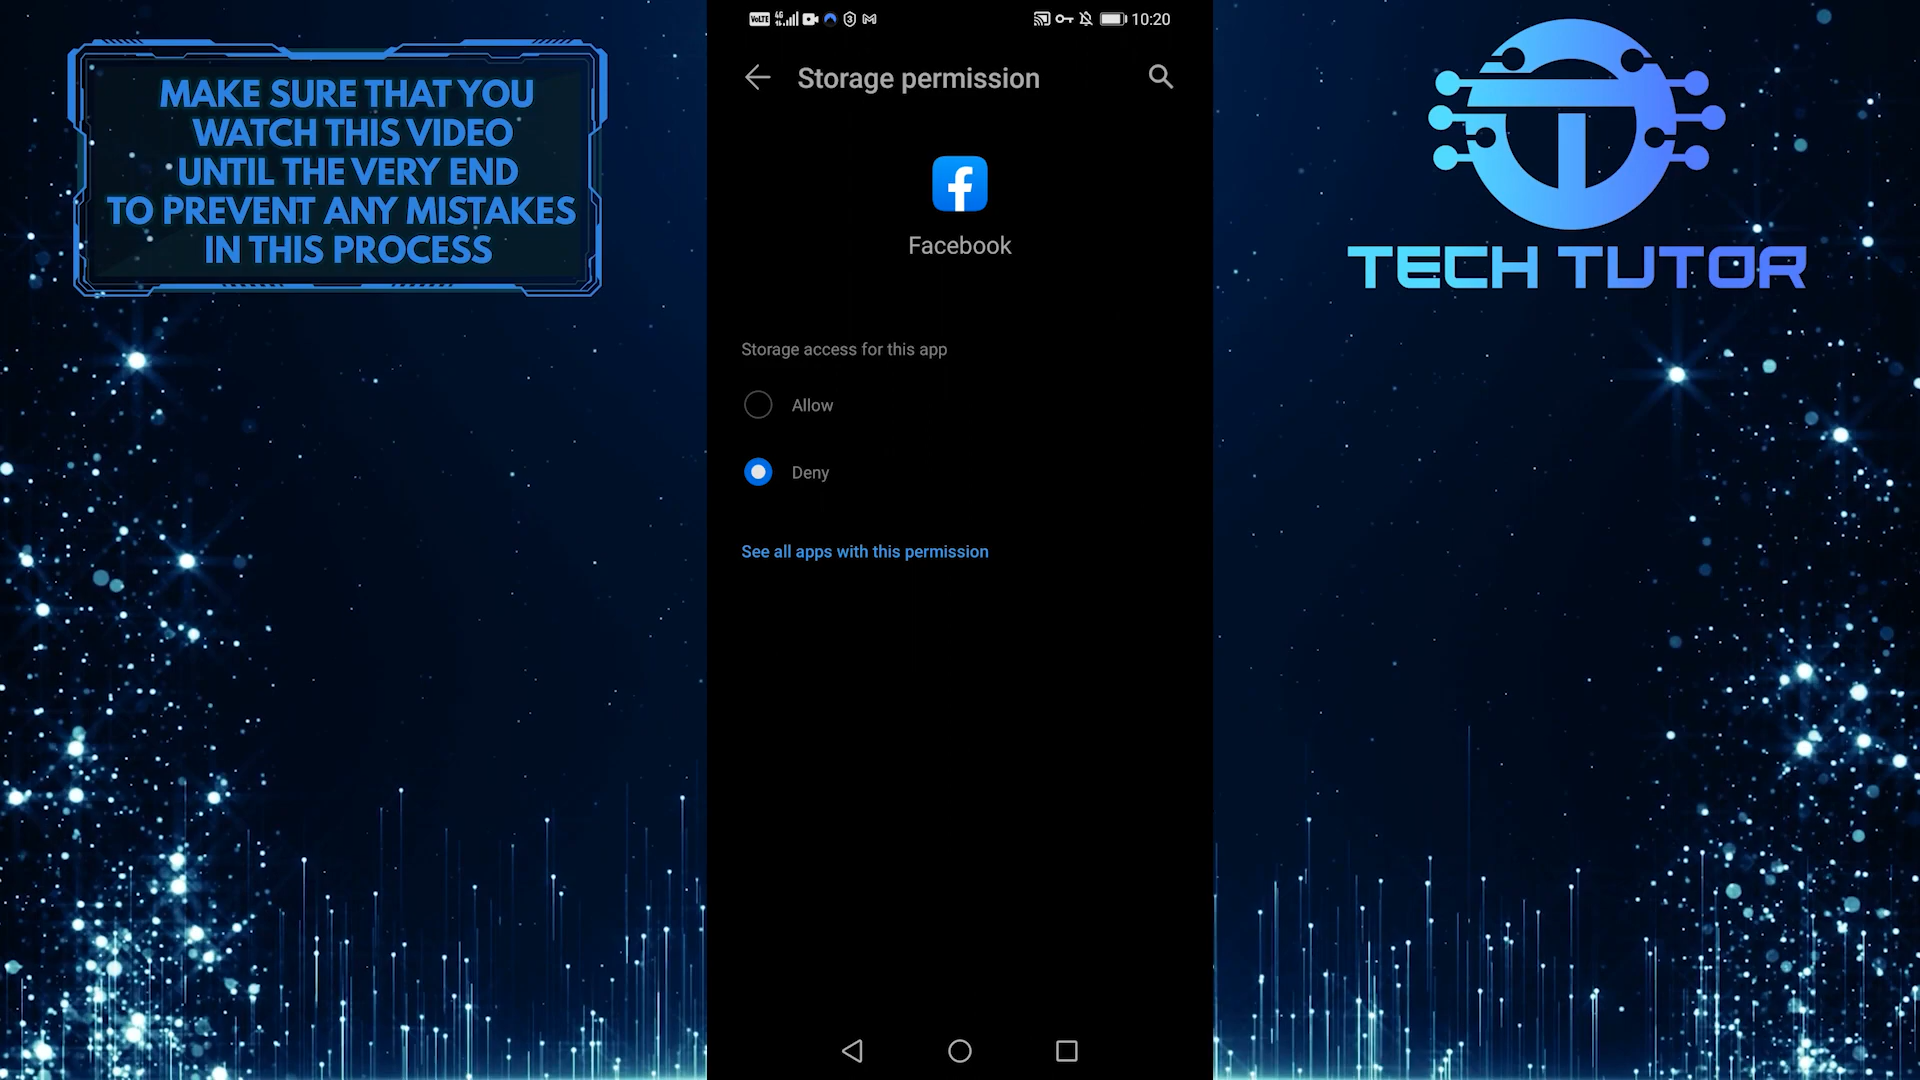 MAKE SURE THAT YOU
WATCH THIS VIDEO
UNTIL THE VERY END
TO PREVENT ANY MISTAKES
IN THIS PROCESS
VoLTE 4G 10:20
Storage permission
Facebook
Storage access for this app
Allow
Deny
See all apps with this permission
TECH TUTOR